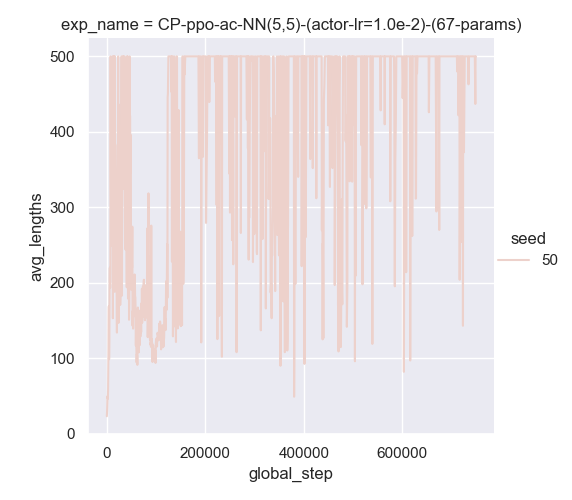 exp_name = CP-ppo-ac-NN(5,5)-(actor-lr=1.0e-2)-(67-params)
500
400
300
200
100
0
avg_lengths
0 200000 400000 600000
global_step
seed
50